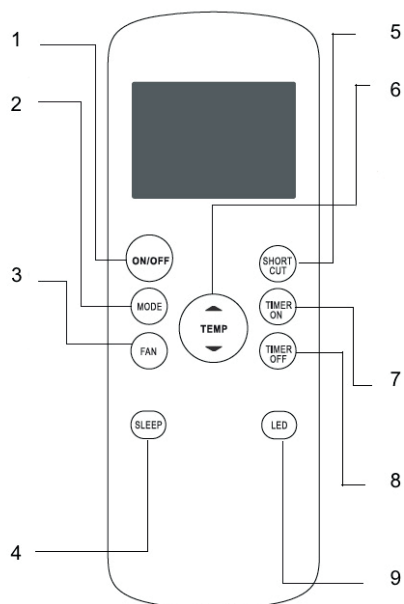 1
5
2
6
ON/OFF
SHORT
CUT
3
MODE
TEMP
TIMER
ON
FAN
TIMER
OFF
7
SLEEP
LED
8
4
9